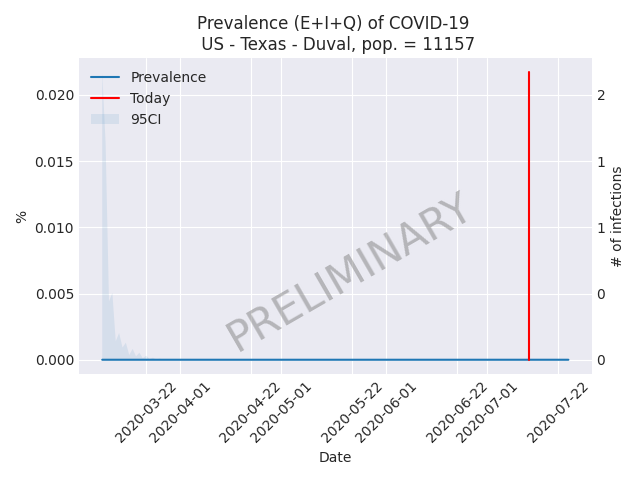 Prevalence (E+I+Q) of COVID-19
US - Texas - Duval, pop. = 11157
Prevalence
Today
95CI
0.020
0.015
0.010
0.005
0.000
%
2
1
1
0
0
# of infections
PRELIMINARY
2020-03-22
2020-04-01
2020-04-22
2020-05-01
2020-05-22
2020-06-01
2020-06-22
2020-07-01
2020-07-22
Date